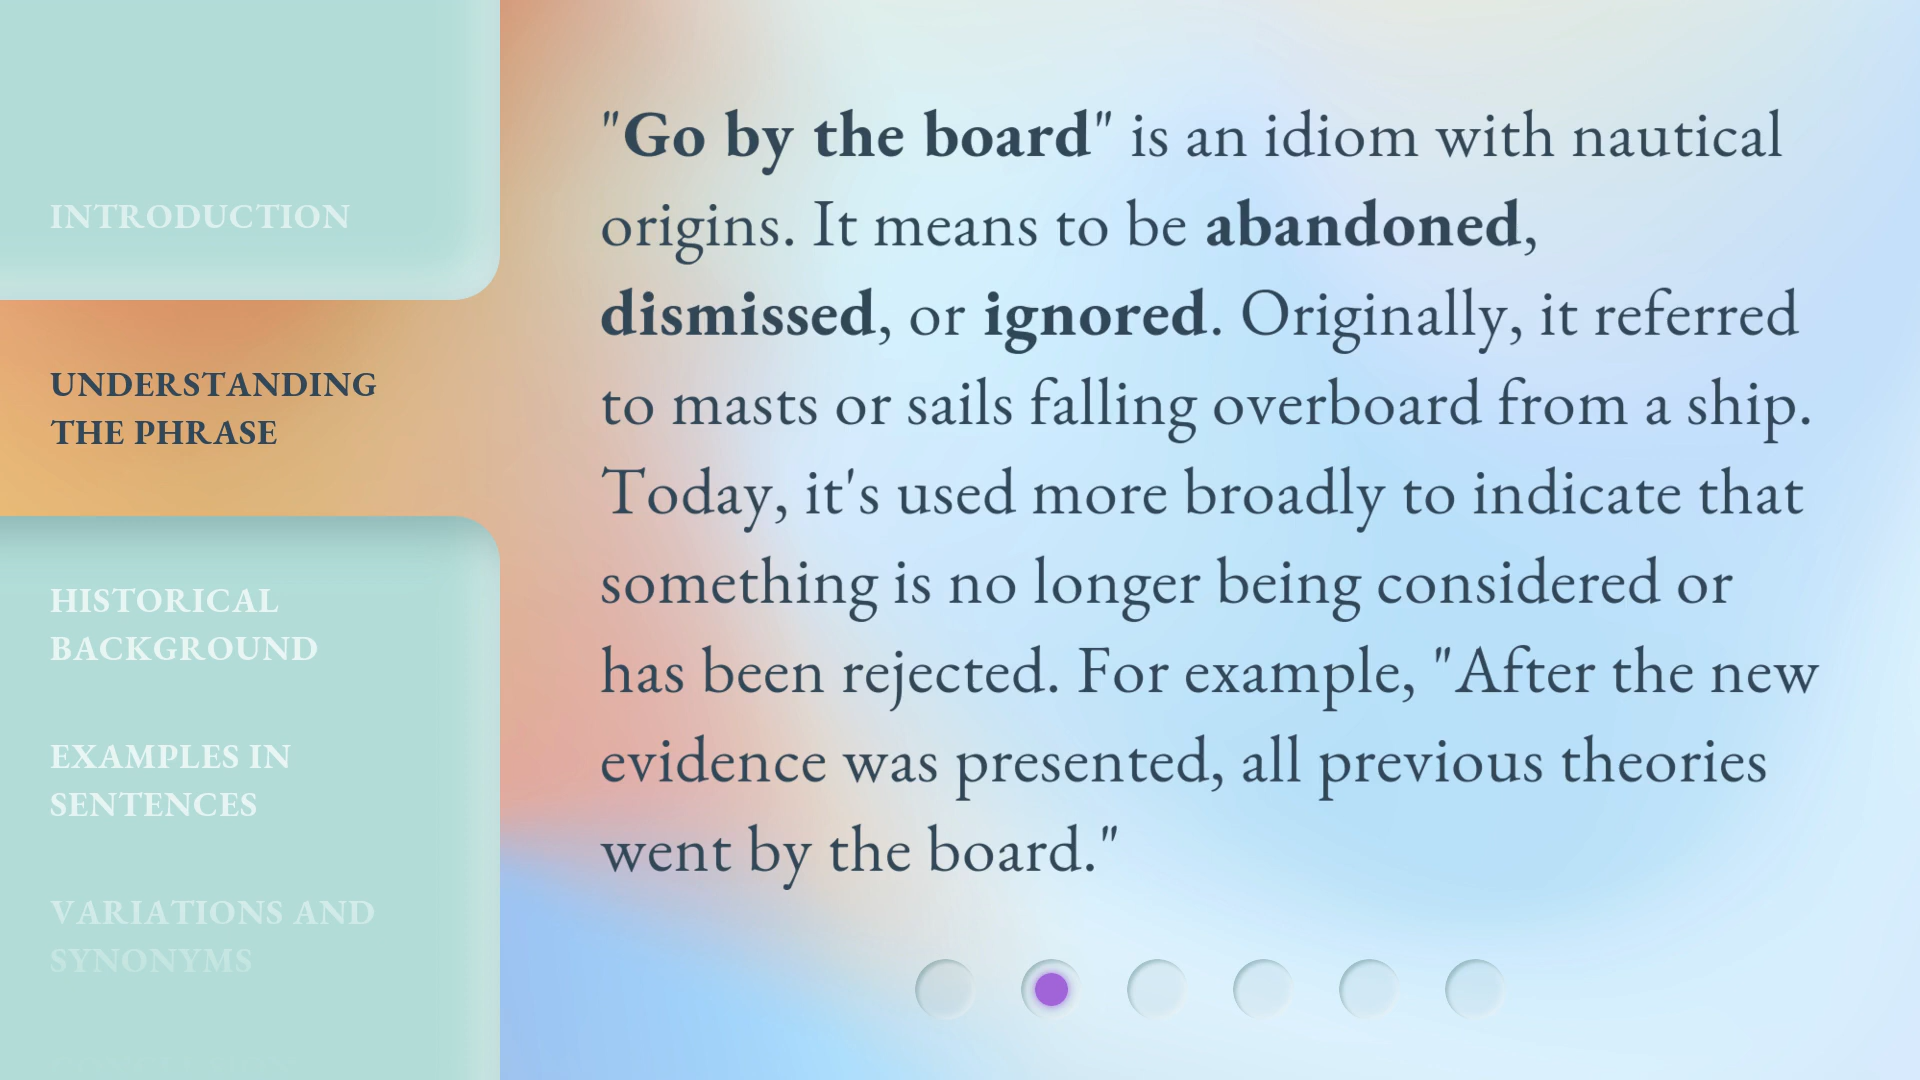 INTRODUCTION
UNDERSTANDING
THE PHRASE
HISTORICAL
BACKGROUND
EXAMPLES IN
SENTENCES
VARIATIONS AND
SYNONYMS
"Go by the board" is an idiom with nautical
origins. It means to be abandoned,
dismissed, or ignored. Originally, it referred
to masts or sails falling overboard from a ship.
Today, it's used more broadly to indicate that
something is no longer being considered or
has been rejected. For example, "After the new
evidence was presented, all previous theories
went by the board."